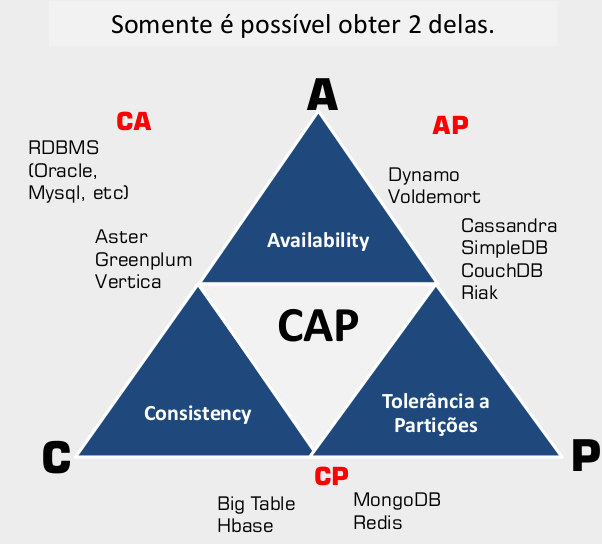 Somente é possível obter 2 delas.
A
CA
AP
RDBMS
(Oracle,
Mysql, etc)
Dynamo
Voldemort
Aster
Greenplum
Vertica
Availability
Cassandra
SimpleDB
CouchDB
Riak
CAP
Consistency
Tolerância a
Partições
C
P
CP
Big Table
Hbase
MongoDB
Redis